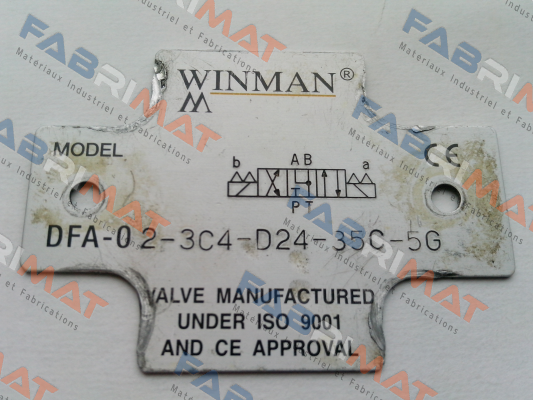 WINMAN®
MODEL
CE
b A B a
P T
DFA-02-3C4-D24-35C-5G
VALVE MANUFACTURED
UNDER ISO 9001
AND CE APPROVAL
FABRIMAT
Materiaux Industriel et Fabrications